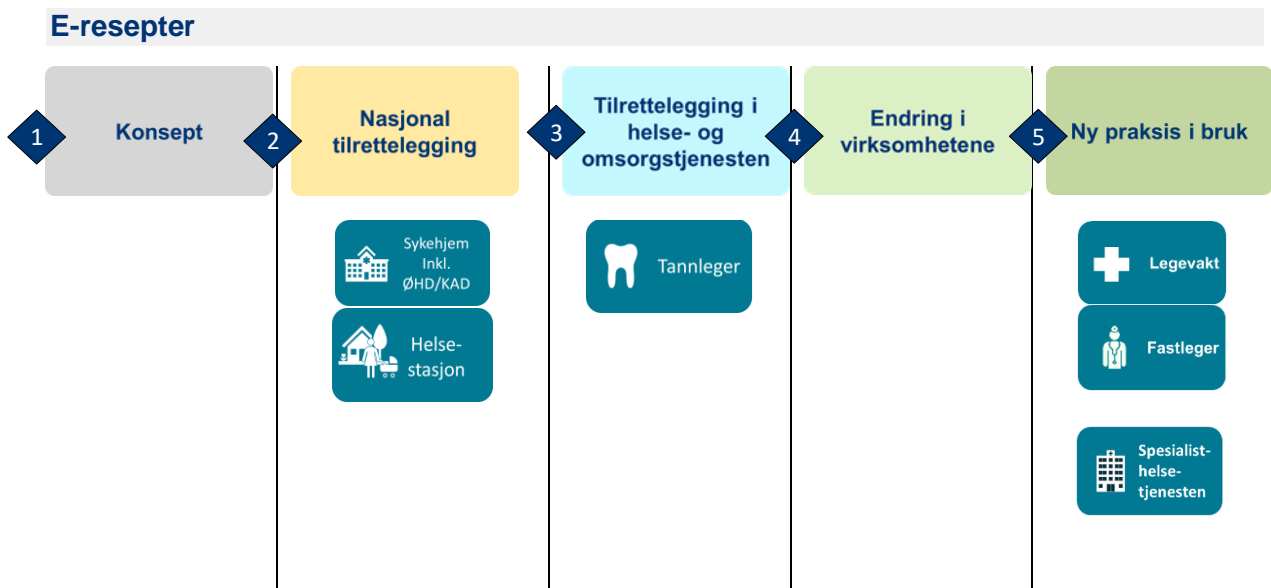 E-resepter
1
Konsept
2
Nasjonal
tilrettelegging
3
Tilrettelegging i
helse- og
omsorgstjenesten
4
Endring i
virksomhetene
5
Ny praksis i bruk
Sykehjem
Inkl.
ØHD/KAD
Helse-
stasjon
Tannleger
Legevakt
Fastleger
Spesialist-
helse-
tjenesten